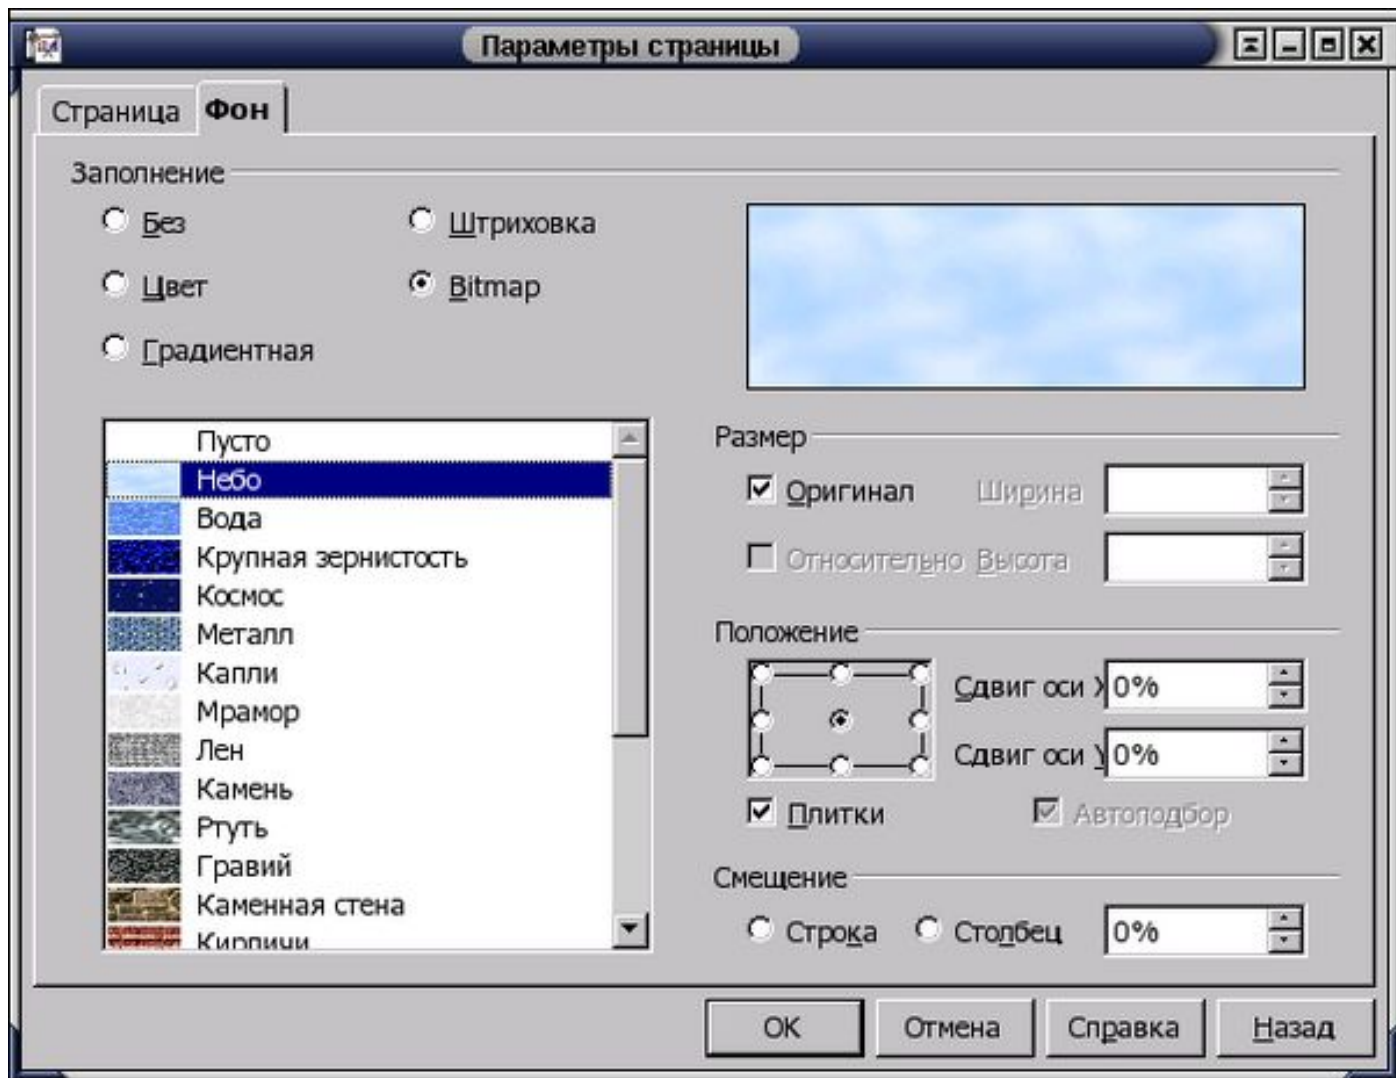 Параметры страницы
Страница Фон
Заполнение
Без
Штриховка
Цвет
Bitmap
Градиентная
Пусто
Небо
Вода
Крупная зернистость
Космос
Металл
Капли
Мрамор
Лен
Камень
Ртуть
Гравий
Каменная стена
Кирпичи
Размер
Оригинал Ширина
Относительно Высота
Положение
Сдвиг оси X 0%
Сдвиг оси Y 0%
Плитки Автоподбор
Смещение
Строка Столбец 0%
OK Отмена Справка Назад